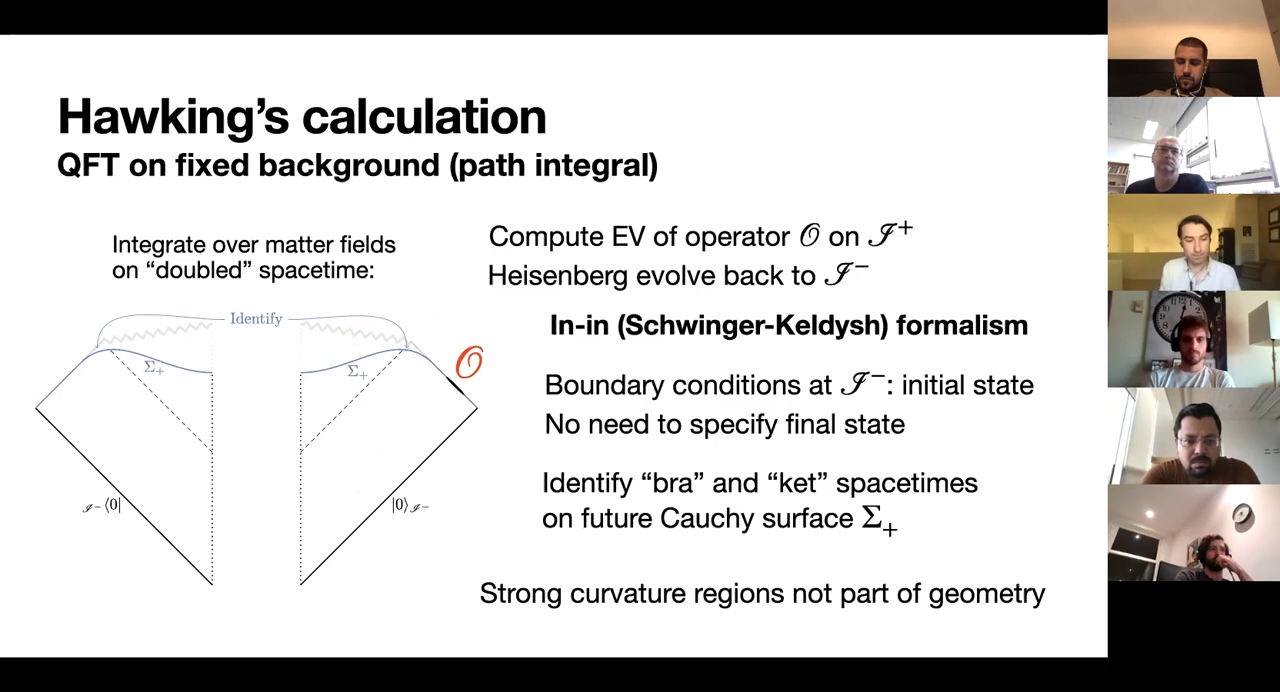 Hawking's calculation
QFT on fixed background (path integral)
Integrate over matter fields
on “doubled” spacetime:
Identify
Σ₊
Σ₊
𝒪
𝓘⁻⟨0|
|0⟩𝓘⁻
Compute EV of operator 𝒪 on 𝓘⁺
Heisenberg evolve back to 𝓘⁻
In-in (Schwinger-Keldysh) formalism
Boundary conditions at 𝓘⁻: initial state
No need to specify final state
Identify “bra” and “ket” spacetimes
on future Cauchy surface Σ₊
Strong curvature regions not part of geometry